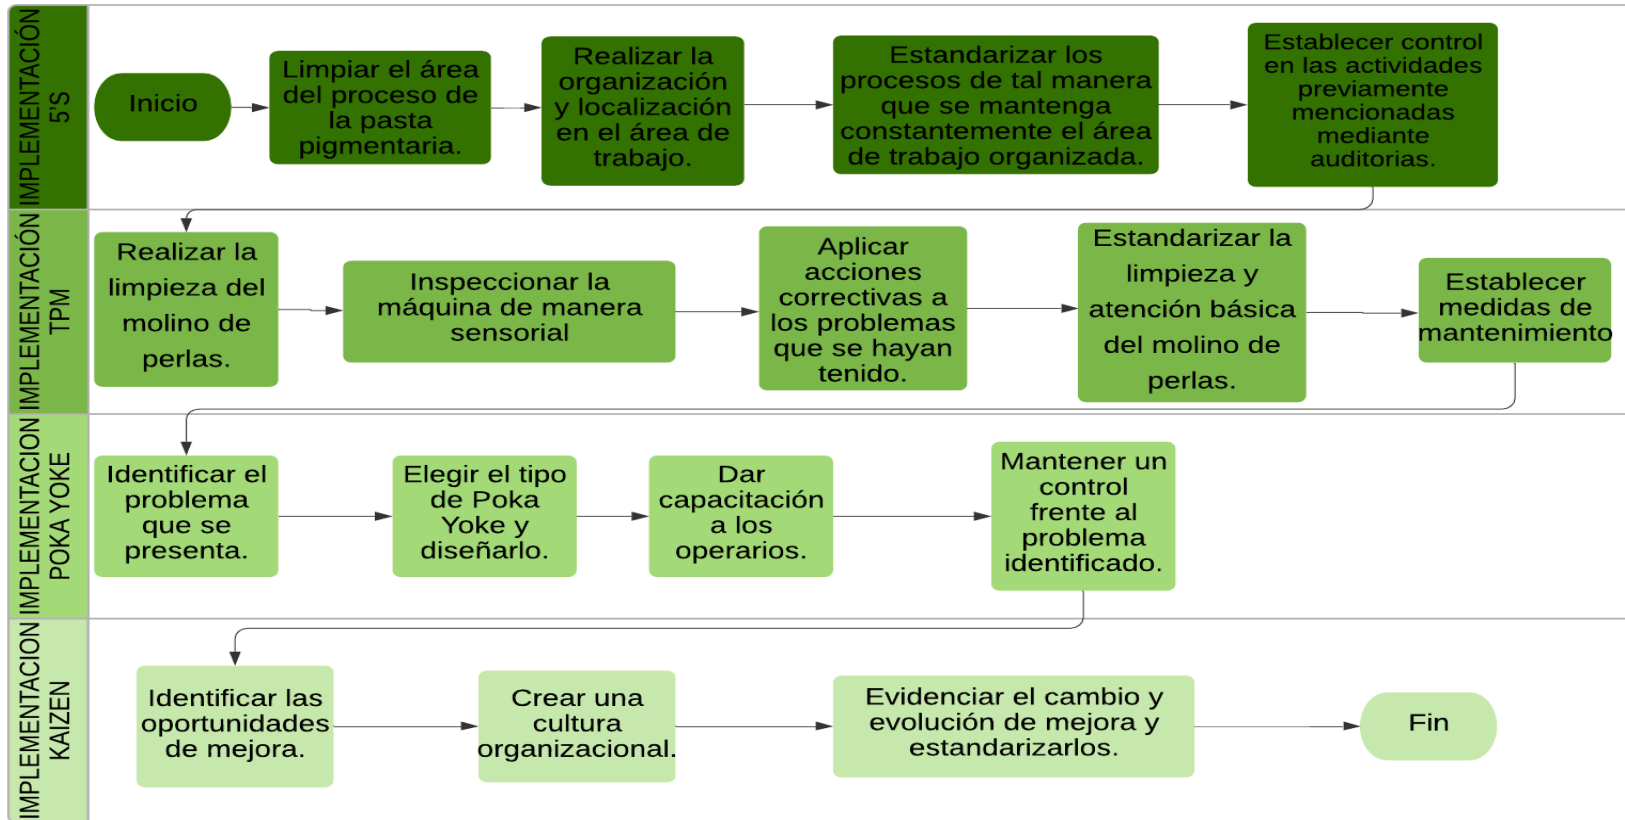 IMPLEMENTACIÓN
5'S
Inicio
Limpiar el área
del proceso de
la pasta
pigmentaria.
Realizar la
organización
y localización
en el área de
trabajo.
Estandarizar los
procesos de tal manera
que se mantenga
constantemente el área
de trabajo organizada.
Establecer control
en las actividades
previamente
mencionadas
mediante
auditorias.
IMPLEMENTACIÓN
TPM
Realizar la
limpieza del
molino de
perlas.
Inspeccionar la
máquina de manera
sensorial
Aplicar
acciones
correctivas a
los problemas
que se hayan
tenido.
Estandarizar la
limpieza y
atención básica
del molino de
perlas.
Establecer
medidas de
mantenimiento
IMPLEMENTACION
POKA YOKE
Identificar el
problema
que se
presenta.
Elegir el tipo
de Poka
Yoke y
diseñarlo.
Dar
capacitación
a los
operarios.
Mantener un
control
frente al
problema
identificado.
IMPLEMENTACION
KAIZEN
Identificar las
oportunidades
de mejora.
Crear una
cultura
organizacional.
Evidenciar el cambio y
evolución de mejora y
estandarizarlos.
Fin